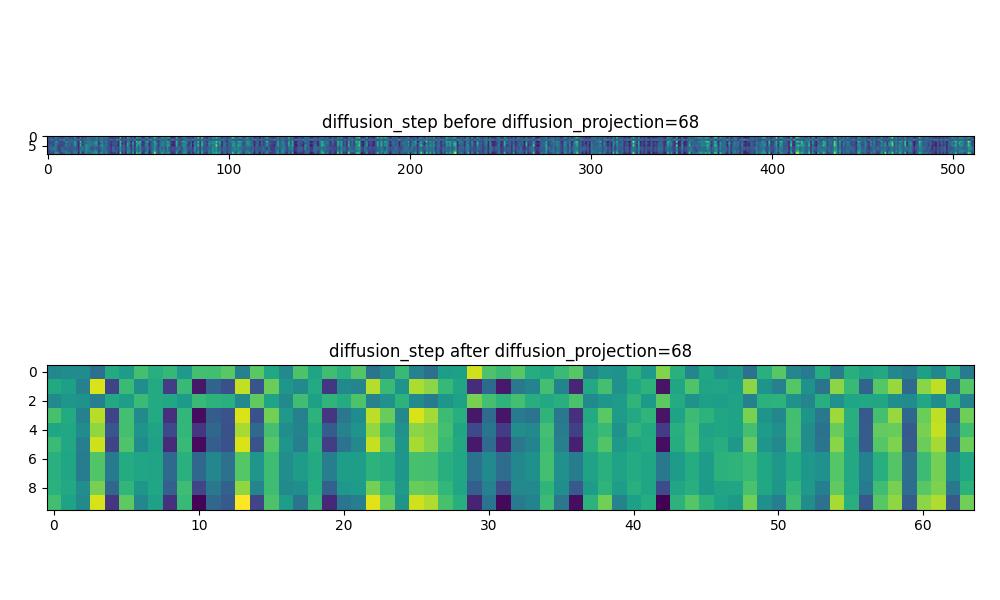 diffusion_step before diffusion_projection=68
0
5
0 100 200 300 400 500
diffusion_step after diffusion_projection=68
0
2
4
6
8
0 10 20 30 40 50 60